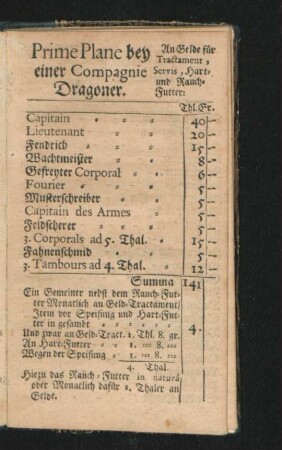 Prime Plane bey
einer Compagnie
Dragoner.
An Gelde für
Tractament,
Servis, Hart-
und Rauch-
Futter:
Thl. Gr.
Capitain - - - 40 -
Lieutenant - - 20 -
Fendrich - - - 15 -
Wachtmeister - - 8 -
Gefreyter Corporal - - 6 -
Fourier - - - 5 -
Musterschreiber - - 5 -
Capitain des Armes - 5 -
Feldscherer - - - 5 -
3. Corporals ad 5. Thal. - 15 -
Fahnenschmid - - 5 -
3. Tambours ad 4. Thal. - 12 -
Summa 141
Ein Gemeiner nebst dem Rauch-Fut-
ter Monatlich an Geld-Tractament/
Item vor Speisung und Hart-Fut-
ter in gesambt - - - - 4.
Und zwar an Geld-Tract. 1. Thl. 8. gr.
An Hart-Futter - - 1. --- 8. ---
Wegen der Speisung - 1. --- 8. ---
4. Thal.
Hiezu das Rauch-Futter in naturâ
oder Monatlich dafür 1. Thaler an
Gelde.